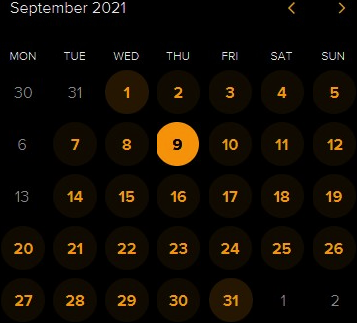 September 2021
MON TUE WED THU FRI SAT SUN
30 31 1 2 3 4 5
6 7 8 9 10 11 12
13 14 15 16 17 18 19
20 21 22 23 24 25 26
27 28 29 30 31 1 2